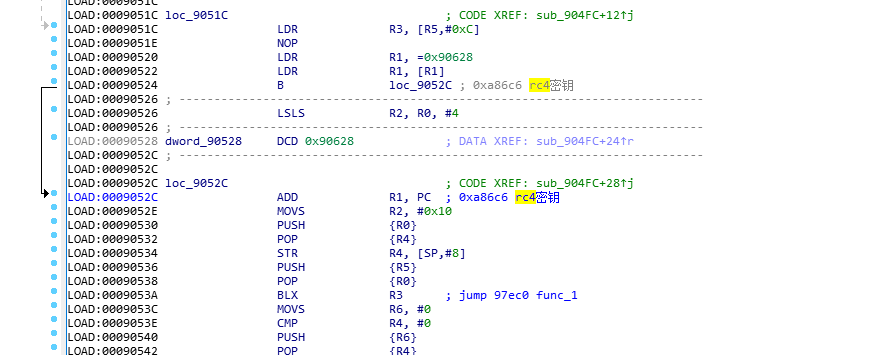 LOAD:0009051C
LOAD:0009051C loc_9051C ; CODE XREF: sub_904FC+12↑j
LOAD:0009051C LDR R3, [R5,#0xC]
LOAD:0009051E NOP
LOAD:00090520 LDR R1, =0x90628
LOAD:00090522 LDR R1, [R1]
LOAD:00090524 B loc_9052C ; 0xa86c6 rc4密钥
LOAD:00090526 ; ---------------------------------------------------------------------------
LOAD:00090526 LSLS R2, R0, #4
LOAD:00090526 ; ---------------------------------------------------------------------------
LOAD:00090528 dword_90528 DCD 0x90628 ; DATA XREF: sub_904FC+24↑r
LOAD:0009052C ; ---------------------------------------------------------------------------
LOAD:0009052C
LOAD:0009052C loc_9052C ; CODE XREF: sub_904FC+28↑j
LOAD:0009052C ADD R1, PC ; 0xa86c6 rc4密钥
LOAD:0009052E MOVS R2, #0x10
LOAD:00090530 PUSH {R0}
LOAD:00090532 POP {R4}
LOAD:00090534 STR R4, [SP,#8]
LOAD:00090536 PUSH {R5}
LOAD:00090538 POP {R0}
LOAD:0009053A BLX R3 ; jump 97ec0 func_1
LOAD:0009053C MOVS R6, #0
LOAD:0009053E CMP R4, #0
LOAD:00090540 PUSH {R6}
LOAD:00090542 POP {R4}